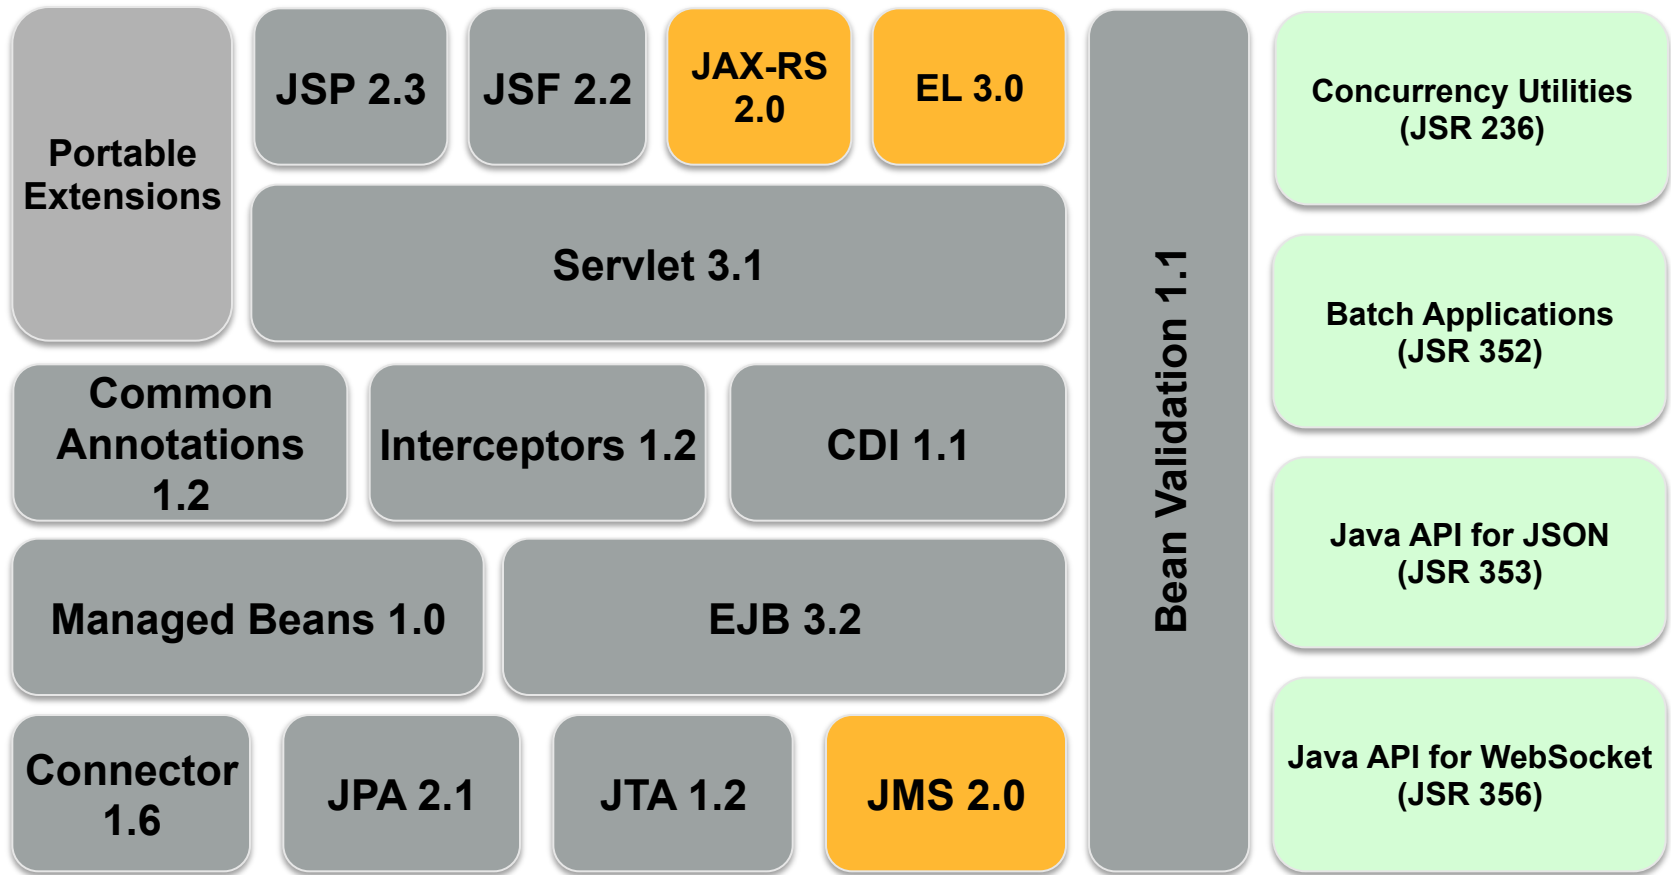 Portable
Extensions
JSP 2.3
JSF 2.2
JAX-RS
2.0
EL 3.0
Servlet 3.1
Common
Annotations
1.2
Interceptors 1.2
CDI 1.1
Managed Beans 1.0
EJB 3.2
Connector
1.6
JPA 2.1
JTA 1.2
JMS 2.0
Bean Validation 1.1
Concurrency Utilities
(JSR 236)
Batch Applications
(JSR 352)
Java API for JSON
(JSR 353)
Java API for WebSocket
(JSR 356)